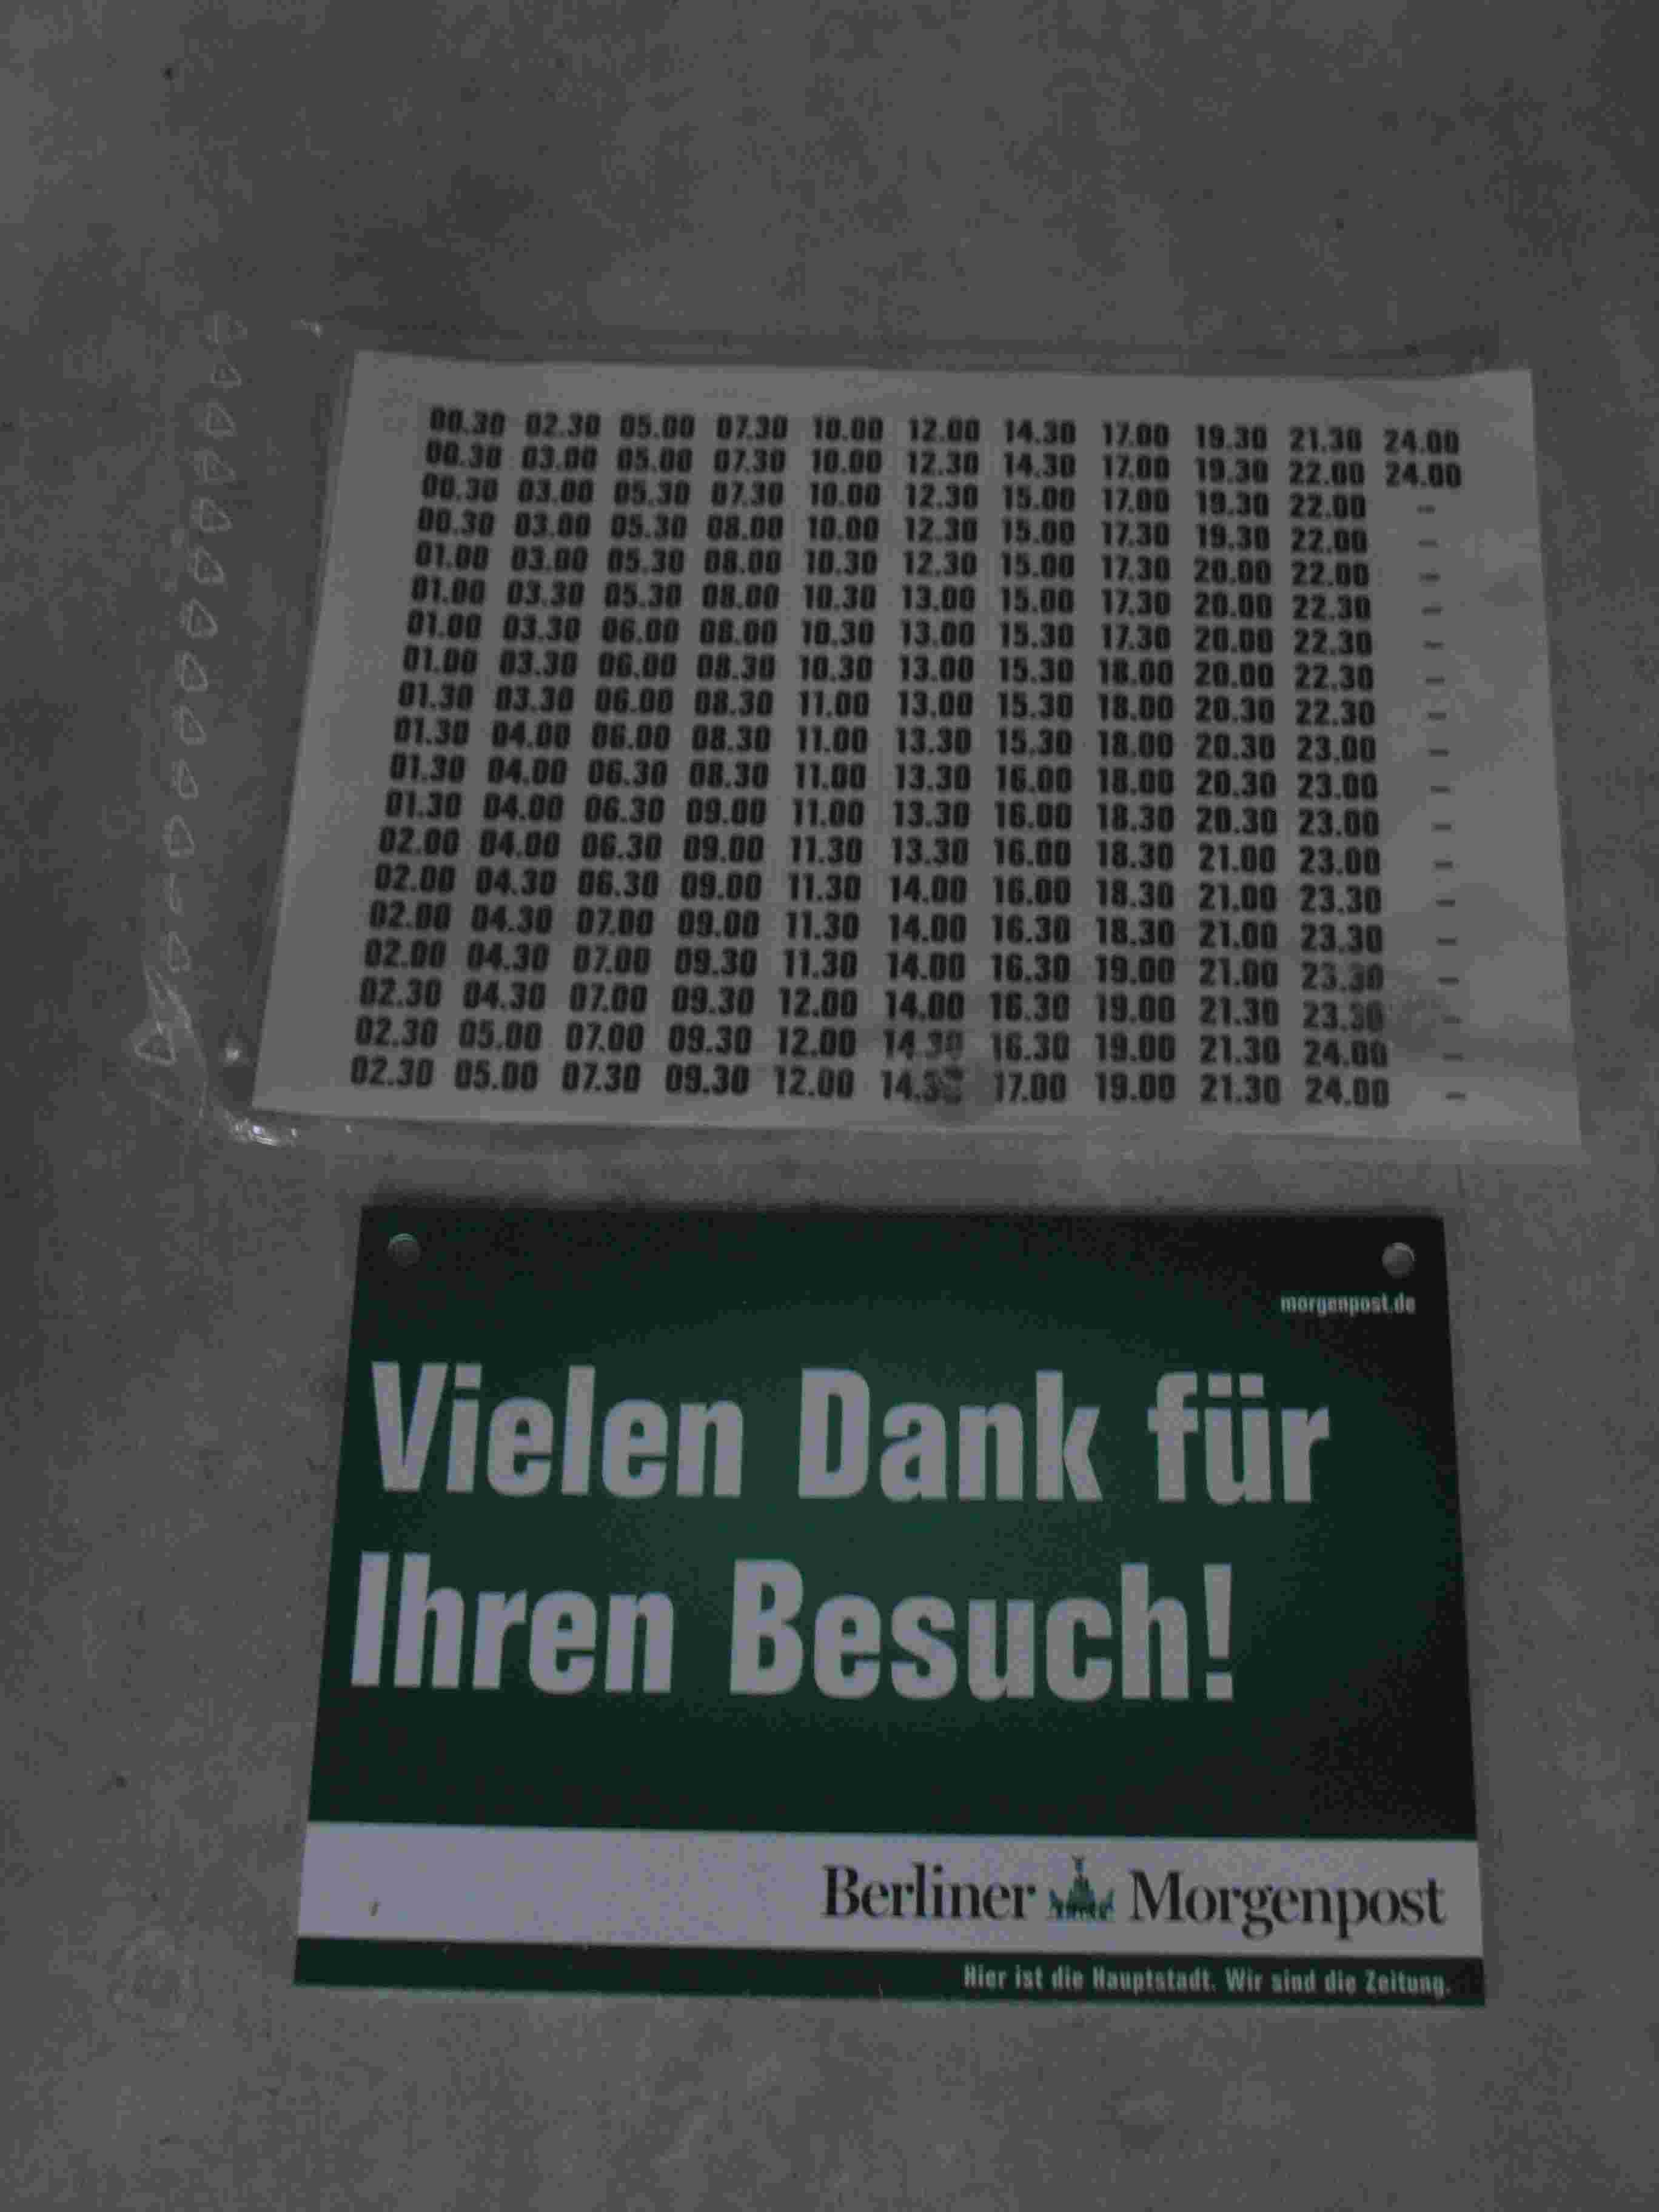 00.30 02.30 05.00 07.30 10.00 12.00 14.30 17.00 19.30 21.30 24.00
00.30 03.00 05.00 07.30 10.00 12.30 14.30 17.00 19.30 22.00 24.00
00.30 03.00 05.30 07.30 10.00 12.30 15.00 17.00 19.30 22.00 -
00.30 03.00 05.30 08.00 10.00 12.30 15.00 17.30 19.30 22.00 -
01.00 03.00 05.30 08.00 10.30 12.30 15.00 17.30 20.00 22.00 -
01.00 03.30 05.30 08.00 10.30 13.00 15.00 17.30 20.00 22.30 -
01.00 03.30 06.00 08.00 10.30 13.00 15.30 17.30 20.00 22.30 -
01.00 03.30 06.00 08.30 10.30 13.00 15.30 18.00 20.00 22.30 -
01.30 03.30 06.00 08.30 11.00 13.00 15.30 18.00 20.30 22.30 -
01.30 04.00 06.00 08.30 11.00 13.30 15.30 18.00 20.30 23.00 -
01.30 04.00 06.30 08.30 11.00 13.30 16.00 18.00 20.30 23.00 -
01.30 04.00 06.30 09.00 11.00 13.30 16.00 18.30 20.30 23.00 -
02.00 04.00 06.30 09.00 11.30 13.30 16.00 18.30 21.00 23.00 -
02.00 04.30 06.30 09.00 11.30 14.00 16.00 18.30 21.00 23.30 -
02.00 04.30 07.00 09.00 11.30 14.00 16.30 18.30 21.00 23.30 -
02.00 04.30 07.00 09.30 11.30 14.00 16.30 19.00 21.00 23.30 -
02.30 04.30 07.00 09.30 12.00 14.00 16.30 19.00 21.30 23.30 -
02.30 05.00 07.00 09.30 12.00 14.30 16.30 19.00 21.30 24.00 -
02.30 05.00 07.30 09.30 12.00 14.30 17.00 19.00 21.30 24.00 -
morgenpost.de
Vielen Dank für
Ihren Besuch!
Berliner Morgenpost
Hier ist die Hauptstadt. Wir sind die Zeitung.